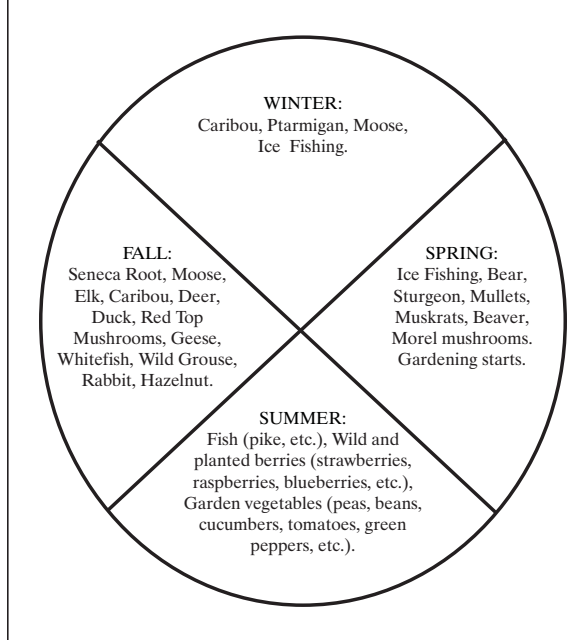 WINTER:
Caribou, Ptarmigan, Moose,
Ice Fishing.
FALL:
Seneca Root, Moose,
Elk, Caribou, Deer,
Duck, Red Top
Mushrooms, Geese,
Whitefish, Wild Grouse,
Rabbit, Hazelnut.
SPRING:
Ice Fishing, Bear,
Sturgeon, Mullets,
Muskrats, Beaver,
Morel mushrooms.
Gardening starts.
SUMMER:
Fish (pike, etc.), Wild and
planted berries (strawberries,
raspberries, blueberries, etc.),
Garden vegetables (peas, beans,
cucumbers, tomatoes, green
peppers, etc.).